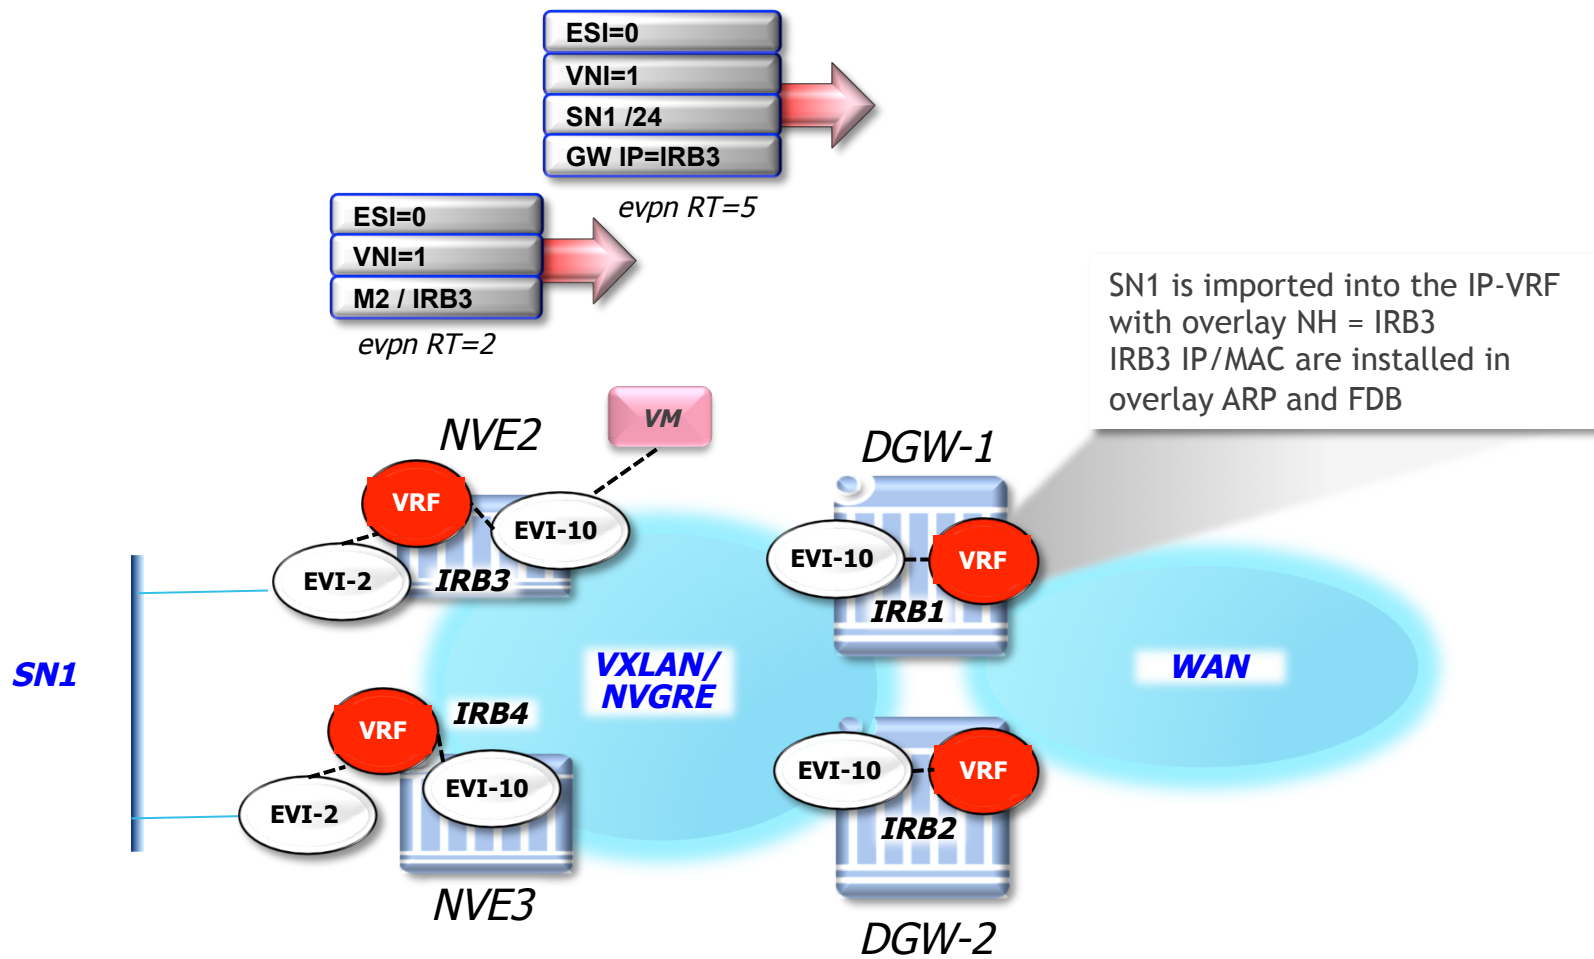 ESI=0
VNI=1
SN1 /24
GW IP=IRB3
evpn RT=5
ESI=0
VNI=1
M2 / IRB3
evpn RT=2
SN1 is imported into the IP-VRF
with overlay NH = IRB3
IRB3 IP/MAC are installed in
overlay ARP and FDB
VM
NVE2
DGW-1
VRF
EVI-10
EVI-2
IRB3
EVI-10
VRF
IRB1
SN1
VXLAN/
NVGRE
WAN
IRB4
VRF
EVI-10
EVI-2
NVE3
EVI-10
VRF
IRB2
DGW-2